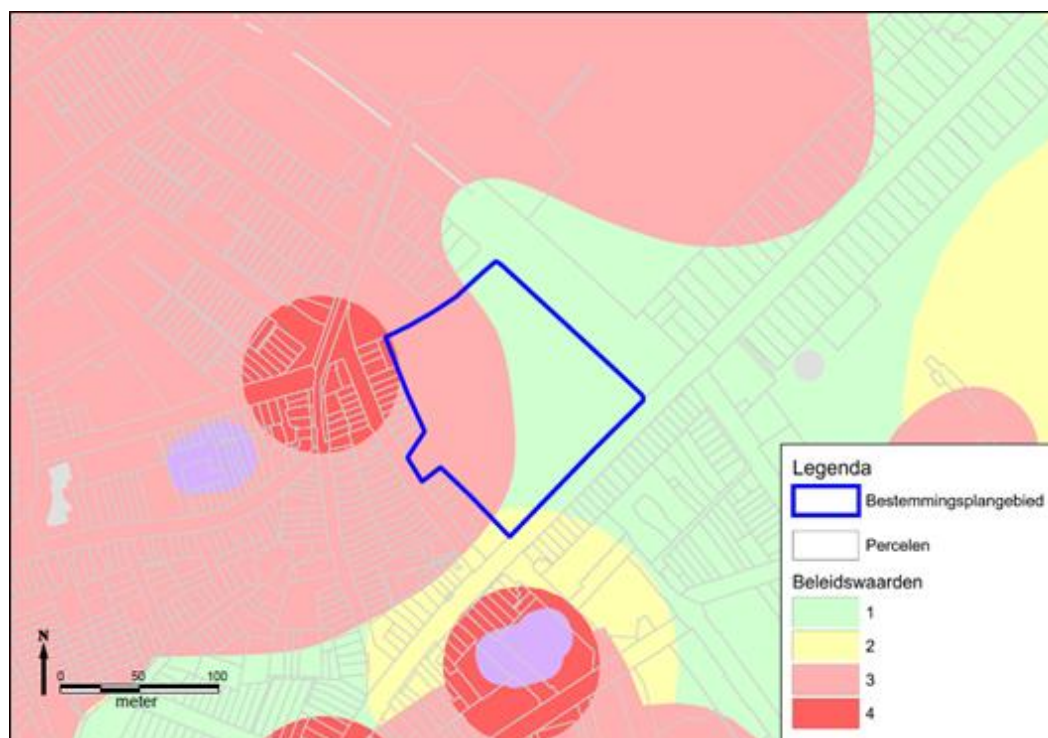 Legenda
Bestemmingsplangebied
Percelen
Beleidswaarden
1
2
3
4
N
0 50 100
meter